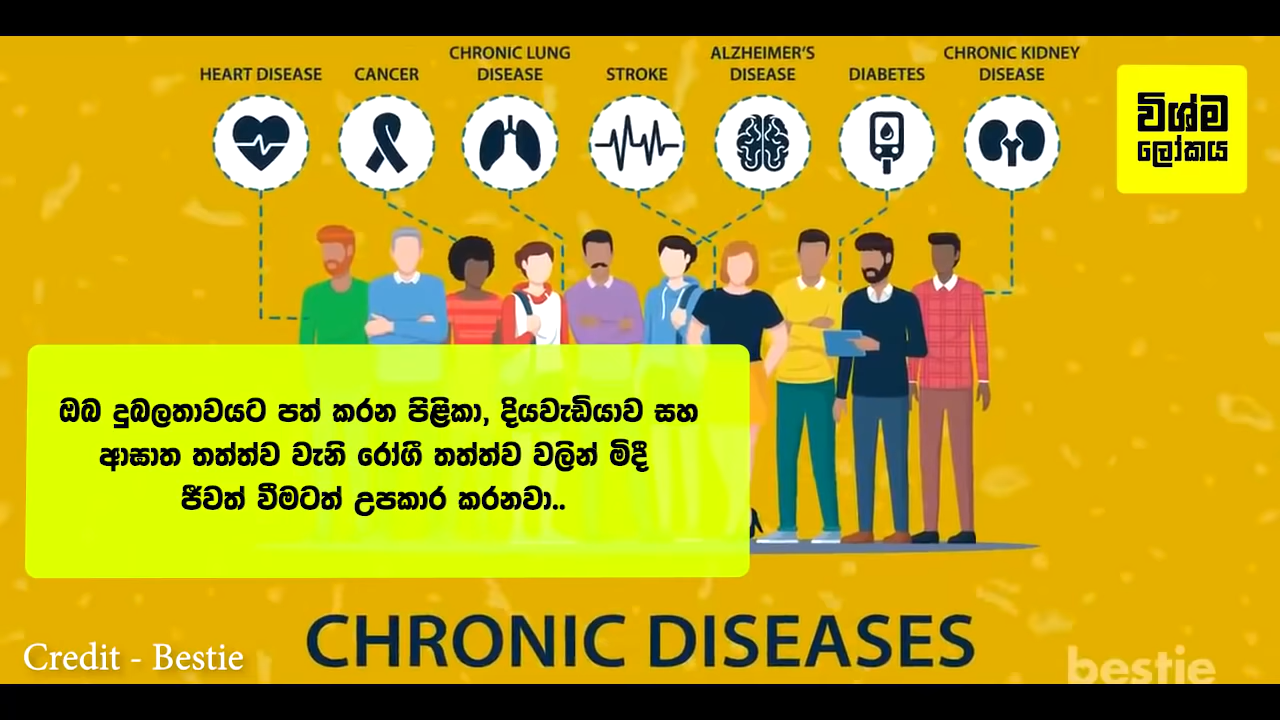 CHRONIC LUNG
ALZHEIMER'S
CHRONIC KIDNEY
HEART DISEASE
CANCER
DISEASE
STROKE
DISEASE
DIABETES
DISEASE
විශ්ම
ලෝකය
ඔබ දුබලතාවයට පත් කරන පිළිකා, දියවැඩියාව සහ
ආඝාත තත්ත්ව වැනි රෝගී තත්ත්ව වලින් මිදී
ජීවත් වීමටත් උපකාර කරනවා..
CHRONIC DISEASES
Credit - Bestie
bestie